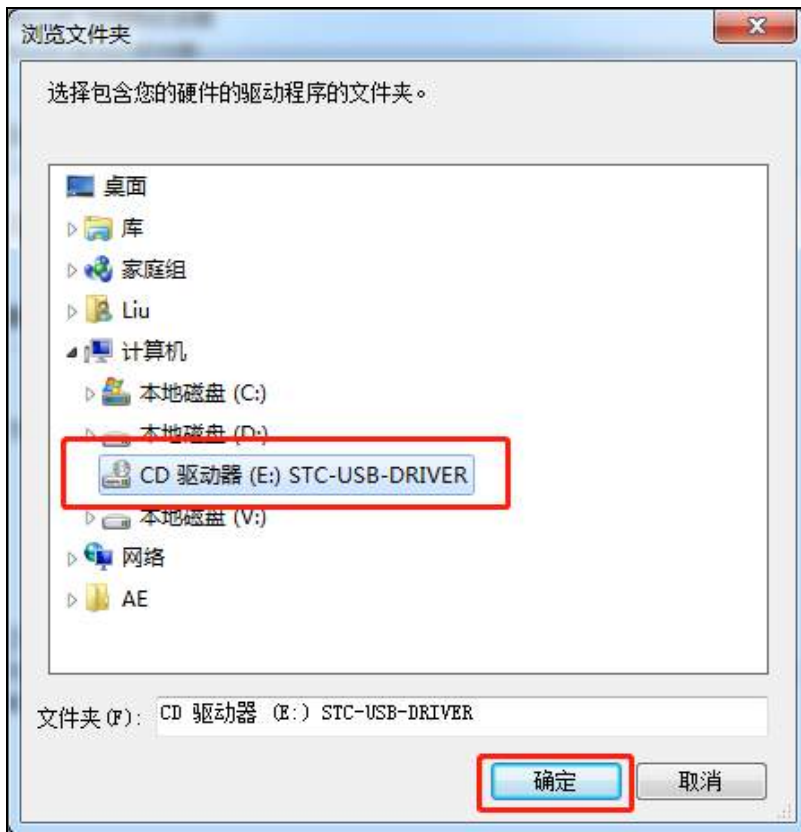 浏览文件夹
选择包含您的硬件的驱动程序的文件夹。
桌面
库
家庭组
Liu
计算机
本地磁盘 (C:)
本地磁盘 (D:)
CD 驱动器 (E:) STC-USB-DRIVER
本地磁盘 (V:)
网络
AE
文件夹(F): CD 驱动器 (E:) STC-USB-DRIVER
确定 取消